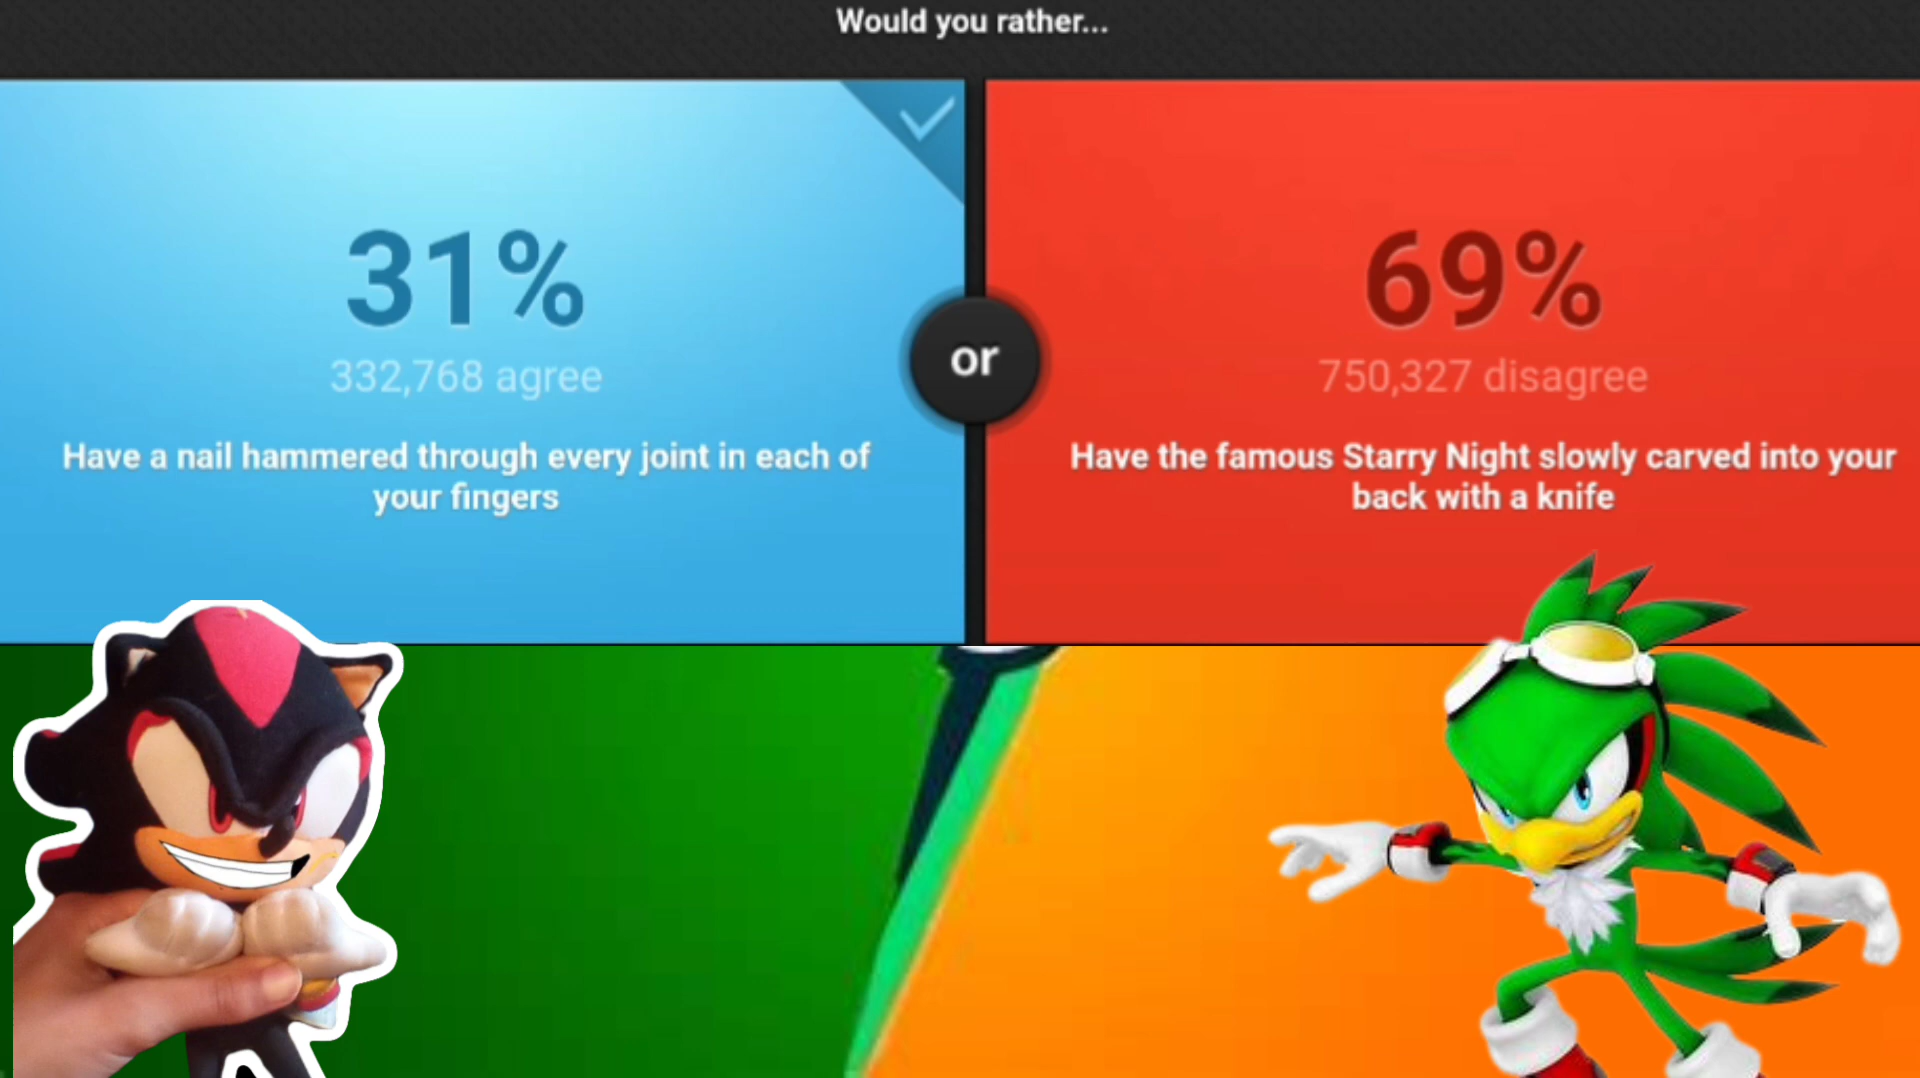 Would you rather...
31%
332,768 agree
Have a nail hammered through every joint in each of
your fingers
or
69%
750,327 disagree
Have the famous Starry Night slowly carved into your
back with a knife